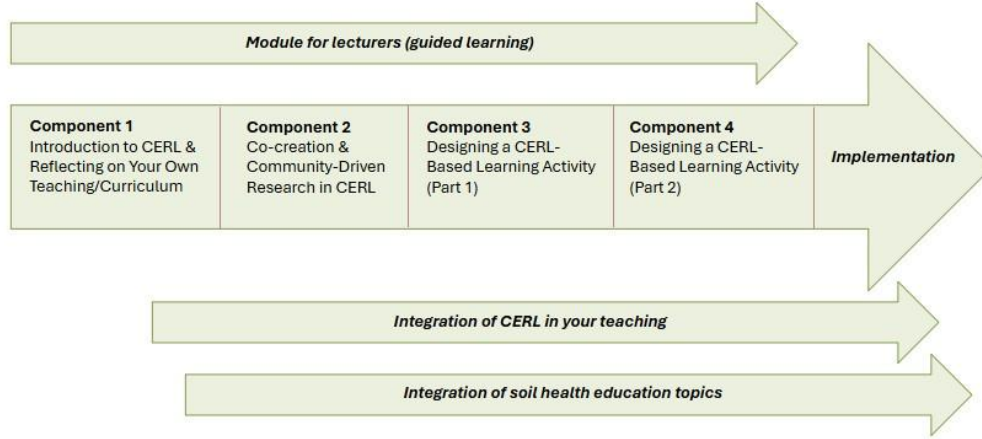 Module for lecturers (guided learning)
Component 1
Introduction to CERL &
Reflecting on Your Own
Teaching/Curriculum
Component 2
Co-creation &
Community-Driven
Research in CERL
Component 3
Designing a CERL-
Based Learning Activity
(Part 1)
Component 4
Designing a CERL-
Based Learning Activity
(Part 2)
Implementation
Integration of CERL in your teaching
Integration of soil health education topics